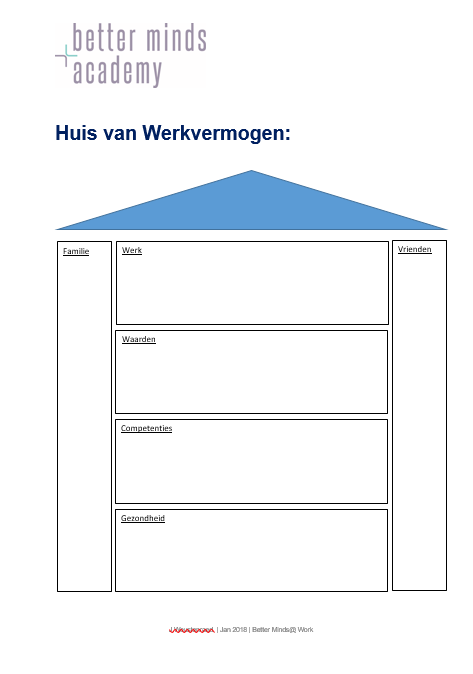 better minds
academy
Huis van Werkvermogen:
Familie
Werk
Vrienden
Waarden
Competenties
Gezondheid
| Jan 2018 | Better Minds@ Work